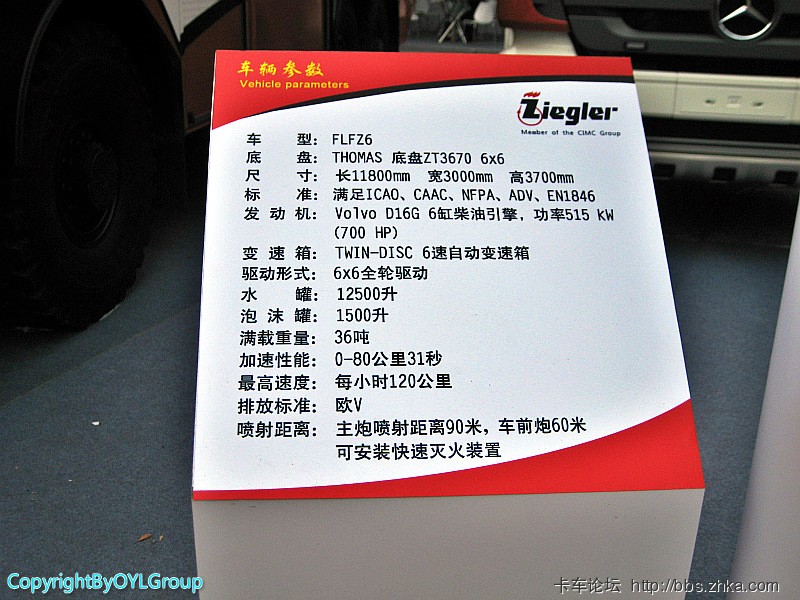 车辆参数
Vehicle parameters
Ziegler
Member of the CIMC Group
车 型: FLFZ6
底 盘: THOMAS 底盘ZT3670 6x6
尺 寸: 长11800mm 宽3000mm 高3700mm
标 准: 满足ICAO、CAAC、NFPA、ADV、EN1846
发 动 机: Volvo D16G 6缸柴油引擎, 功率515 kW
(700 HP)
变 速 箱: TWIN-DISC 6速自动变速箱
驱动形式: 6x6全轮驱动
水 罐: 12500升
泡 沫 罐: 1500升
满载重量: 36吨
加速性能: 0-80公里31秒
最高速度: 每小时120公里
排放标准: 欧V
喷射距离: 主炮喷射距离90米, 车前炮60米
可安装快速灭火装置
CopyrightByOYLGroup
卡车论坛 http://bbs.zhka.com